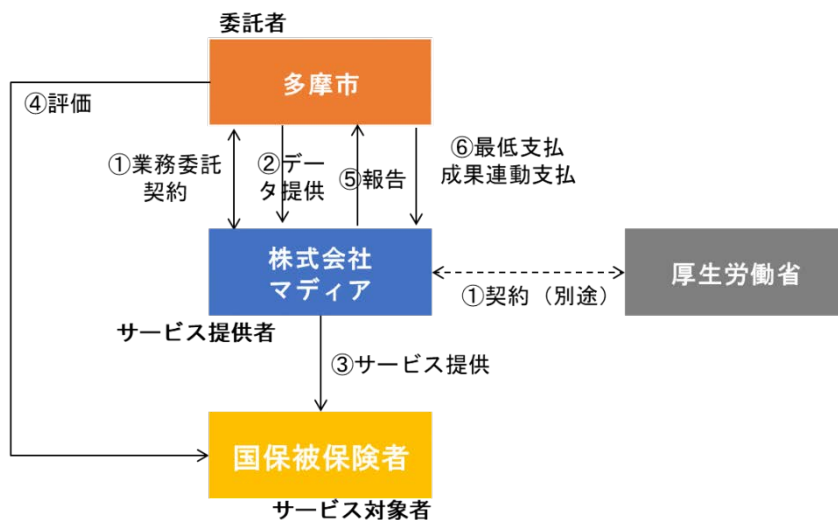 委託者
多摩市
④評価
①業務委託
契約
②デー
タ提供
⑤報告
⑥最低支払
成果連動支払
株式会社
マディア
サービス提供者
①契約（別途）
厚生労働省
③サービス提供
国保被保険者
サービス対象者